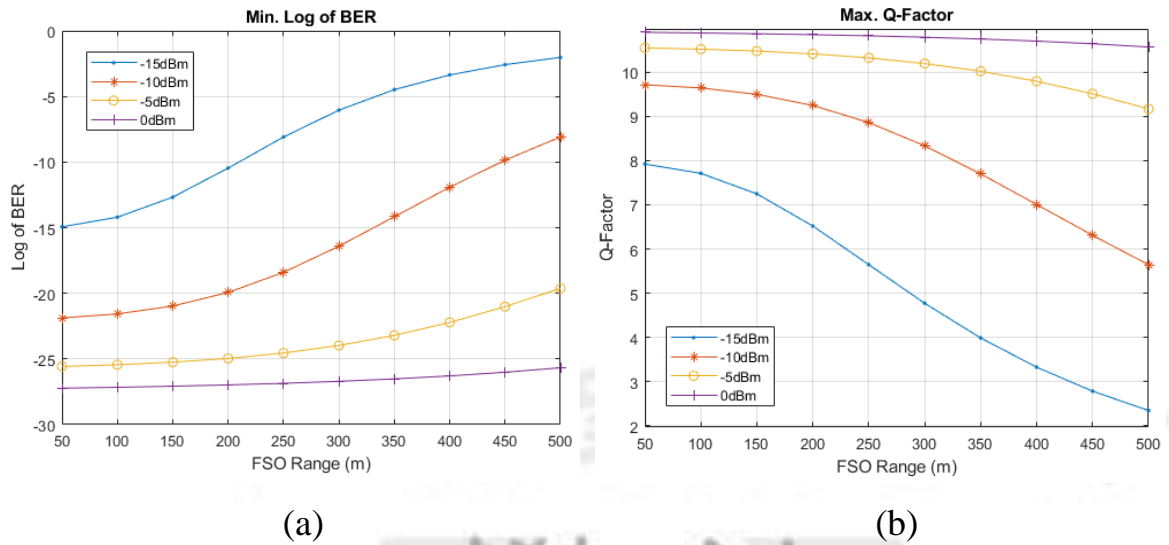 Min. Log of BER
0
-5
-10
-15
-20
-25
-30
Log of BER
-15dBm
-10dBm
-5dBm
0dBm
50 100 150 200 250 300 350 400 450 500
FSO Range (m)
(a)
Max. Q-Factor
10
9
8
7
6
5
4
3
2
Q-Factor
-15dBm
-10dBm
-5dBm
0dBm
50 100 150 200 250 300 350 400 450 500
FSO Range (m)
(b)